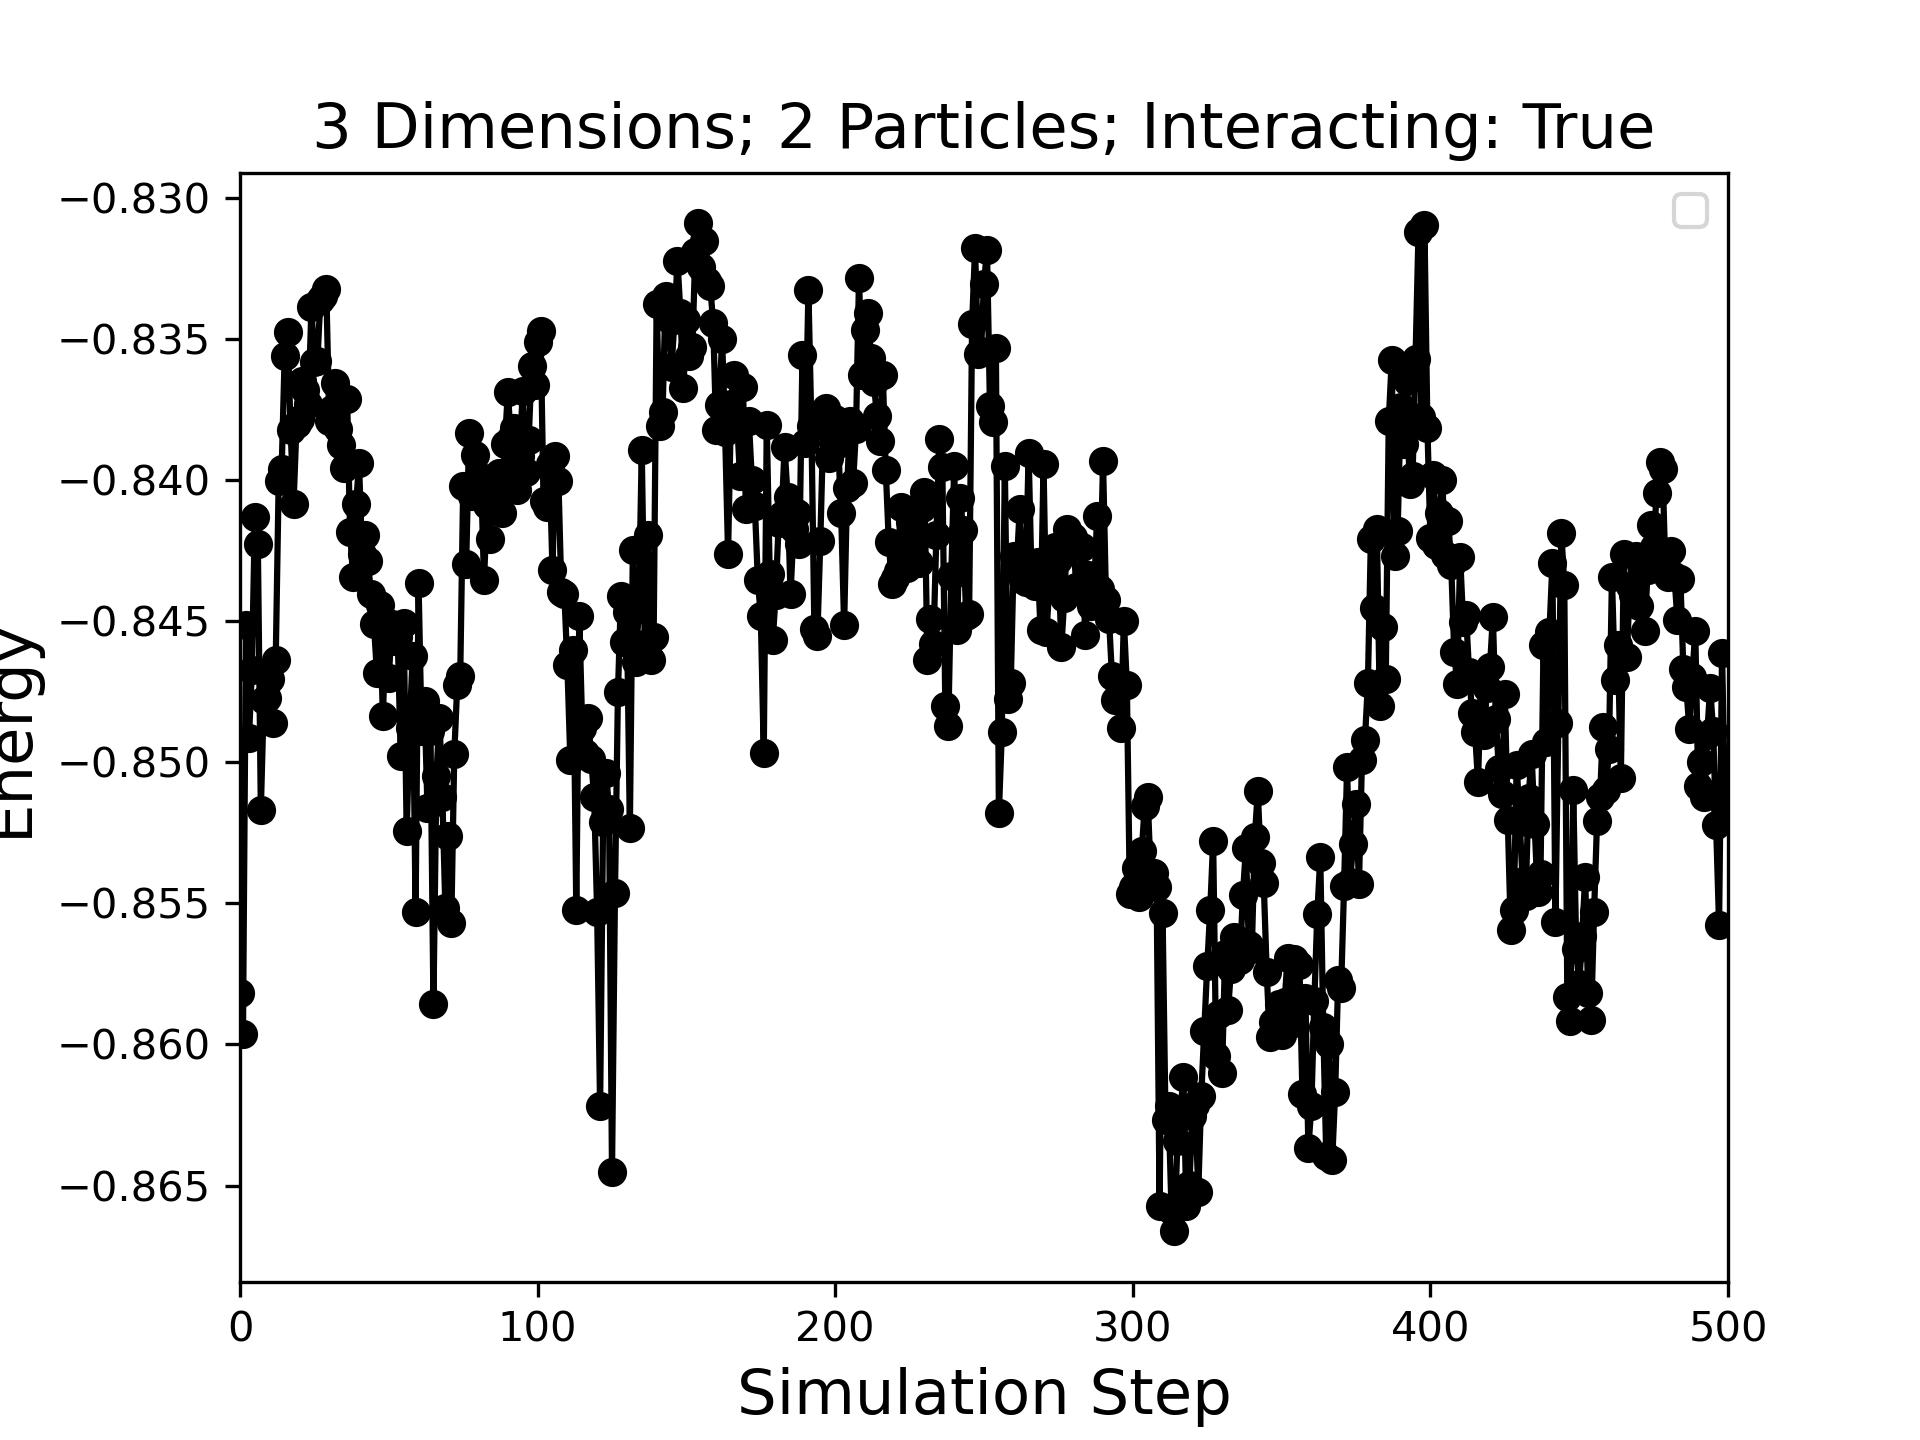 3 Dimensions; 2 Particles; Interacting: True
−0.830
−0.835
−0.840
−0.845
−0.850
−0.855
−0.860
−0.865
Energy
0 100 200 300 400 500
Simulation Step